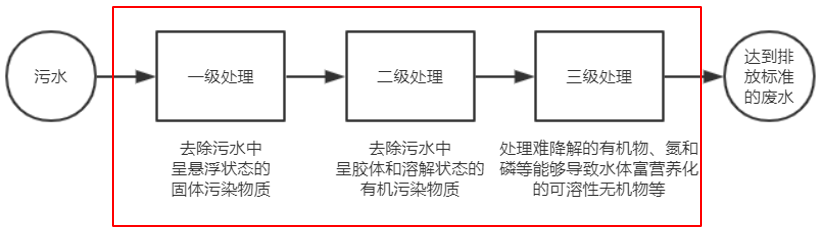 污水
一级处理
二级处理
三级处理
达到排
放标准
的废水
去除污水中
呈悬浮状态的
固体污染物质
去除污水中
呈胶体和溶解状态的
有机污染物质
处理难降解的有机物、氮和
磷等能够导致水体富营养化
的可溶性无机物等